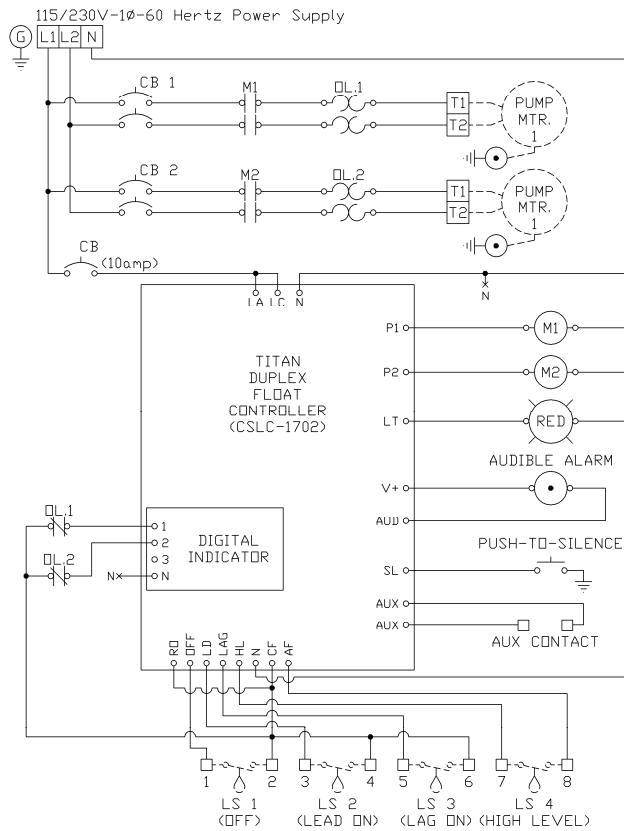 115/230V-1ø-60 Hertz Power Supply
G L1 L2 N
CB 1 M1 OL.1 T1 T2
PUMP
MTR.
1
CB 2 M2 OL.2 T1 T2
PUMP
MTR.
1
CB
(10amp)
LA LC N
N
TITAN
DUPLEX
FLOAT
CONTROLLER
(CSLC-1702)
P1 M1
P2 M2
LT RED
AUDIBLE ALARM
V+
AUD
PUSH-TO-SILENCE
SL
AUX
AUX
AUX CONTACT
OL.1
OL.2
N
1
2
3
N
DIGITAL
INDICATOR
RO OFF LD LAG HL N CF AF
1 2 3 4 5 6 7 8
LS 1 LS 2 LS 3 LS 4
(OFF) (LEAD ON) (LAG ON) (HIGH LEVEL)